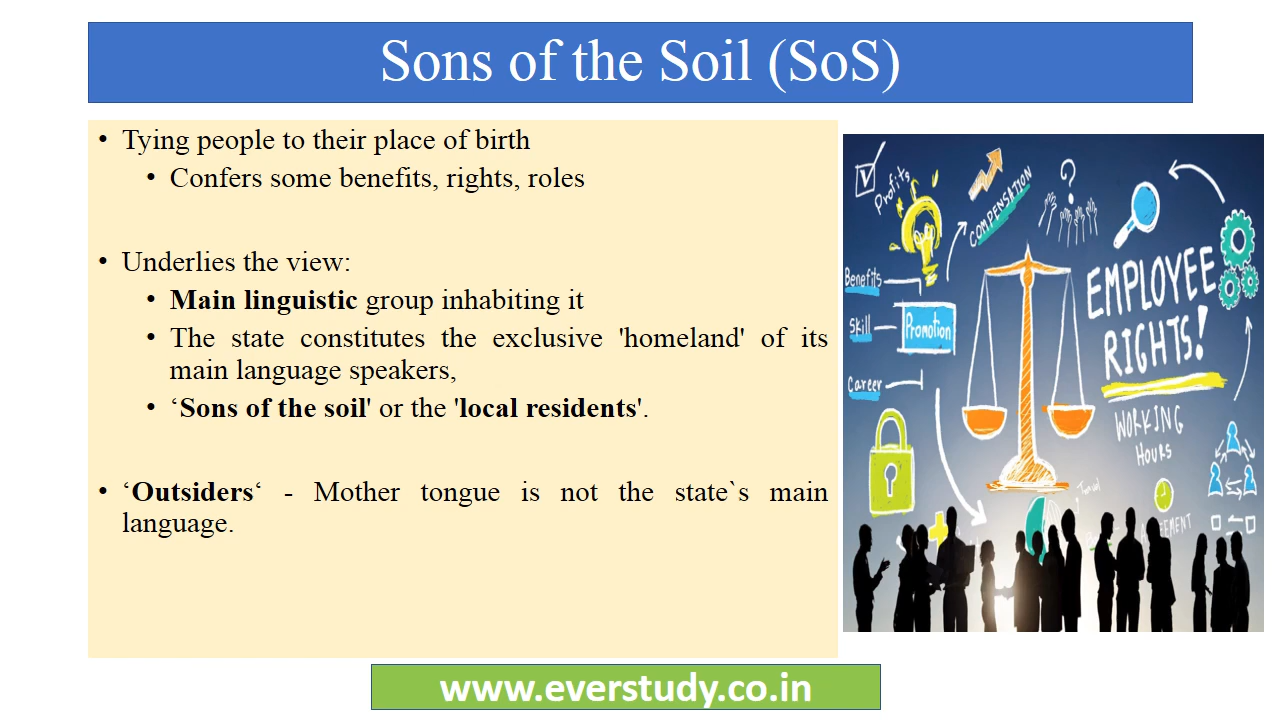 Sons of the Soil (SoS)
• Tying people to their place of birth
• Confers some benefits, rights, roles
• Underlies the view:
• Main linguistic group inhabiting it
• The state constitutes the exclusive 'homeland' of its
main language speakers,
• ‘Sons of the soil' or the 'local residents'.
• ‘Outsiders‘ - Mother tongue is not the state`s main
language.
Profits
COMPENSATION
?
Benefits
Skill
Promotion
Career
EMPLOYEE
RIGHTS!
WORKING
HOURS
www.everstudy.co.in